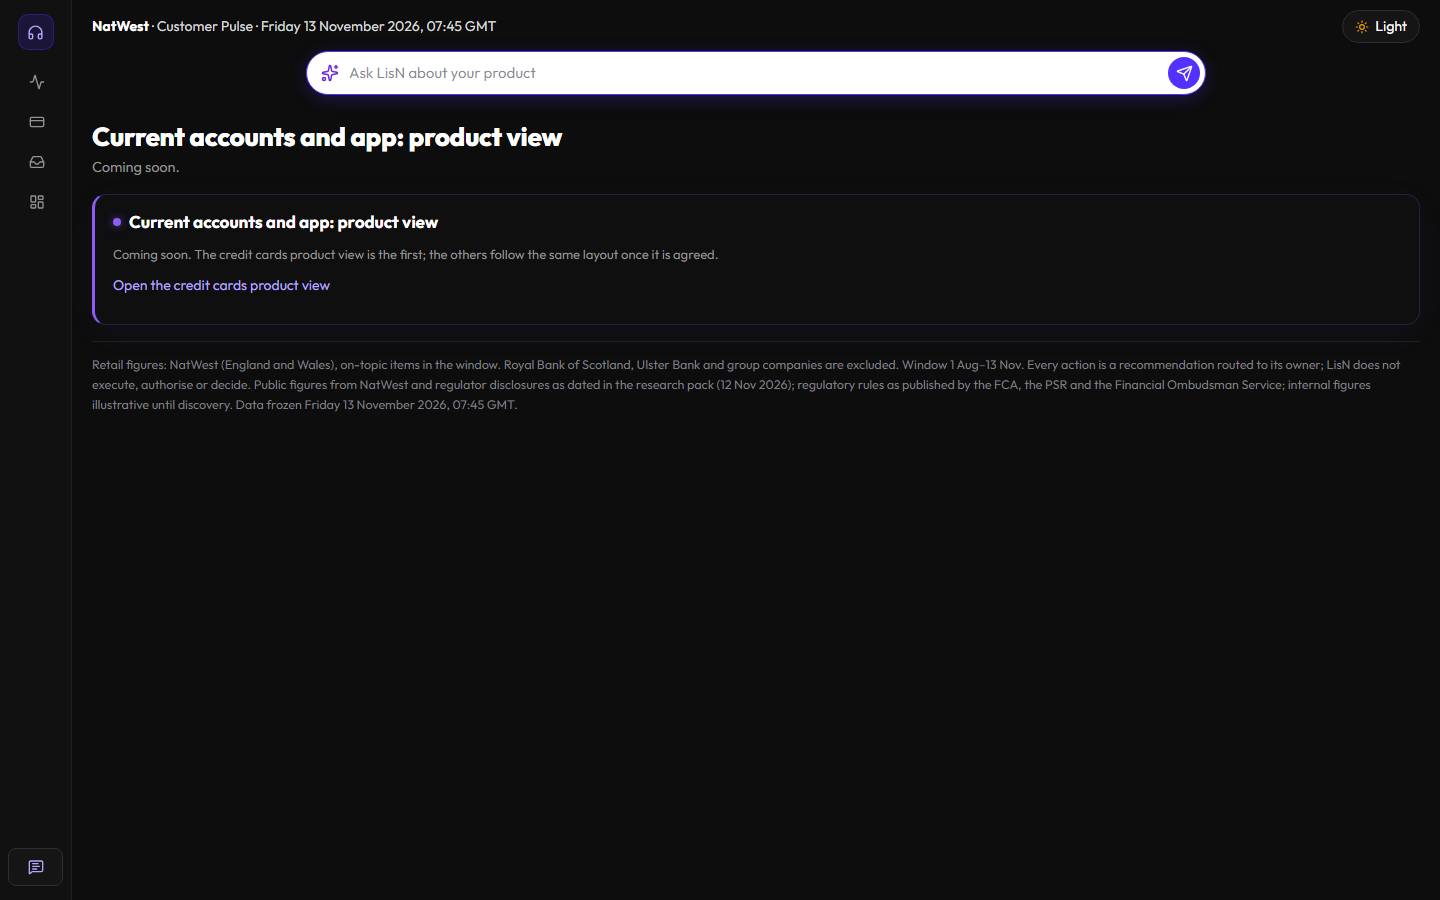 NatWest · Customer Pulse · Friday 13 November 2026, 07:45 GMT
Light
Ask LisN about your product
Current accounts and app: product view
Coming soon.
Current accounts and app: product view
Coming soon. The credit cards product view is the first; the others follow the same layout once it is agreed.
Open the credit cards product view
Retail figures: NatWest (England and Wales), on-topic items in the window. Royal Bank of Scotland, Ulster Bank and group companies are excluded. Window 1 Aug–13 Nov. Every action is a recommendation routed to its owner; LisN does not
execute, authorise or decide. Public figures from NatWest and regulator disclosures as dated in the research pack (12 Nov 2026); regulatory rules as published by the FCA, the PSR and the Financial Ombudsman Service; internal figures
illustrative until discovery. Data frozen Friday 13 November 2026, 07:45 GMT.